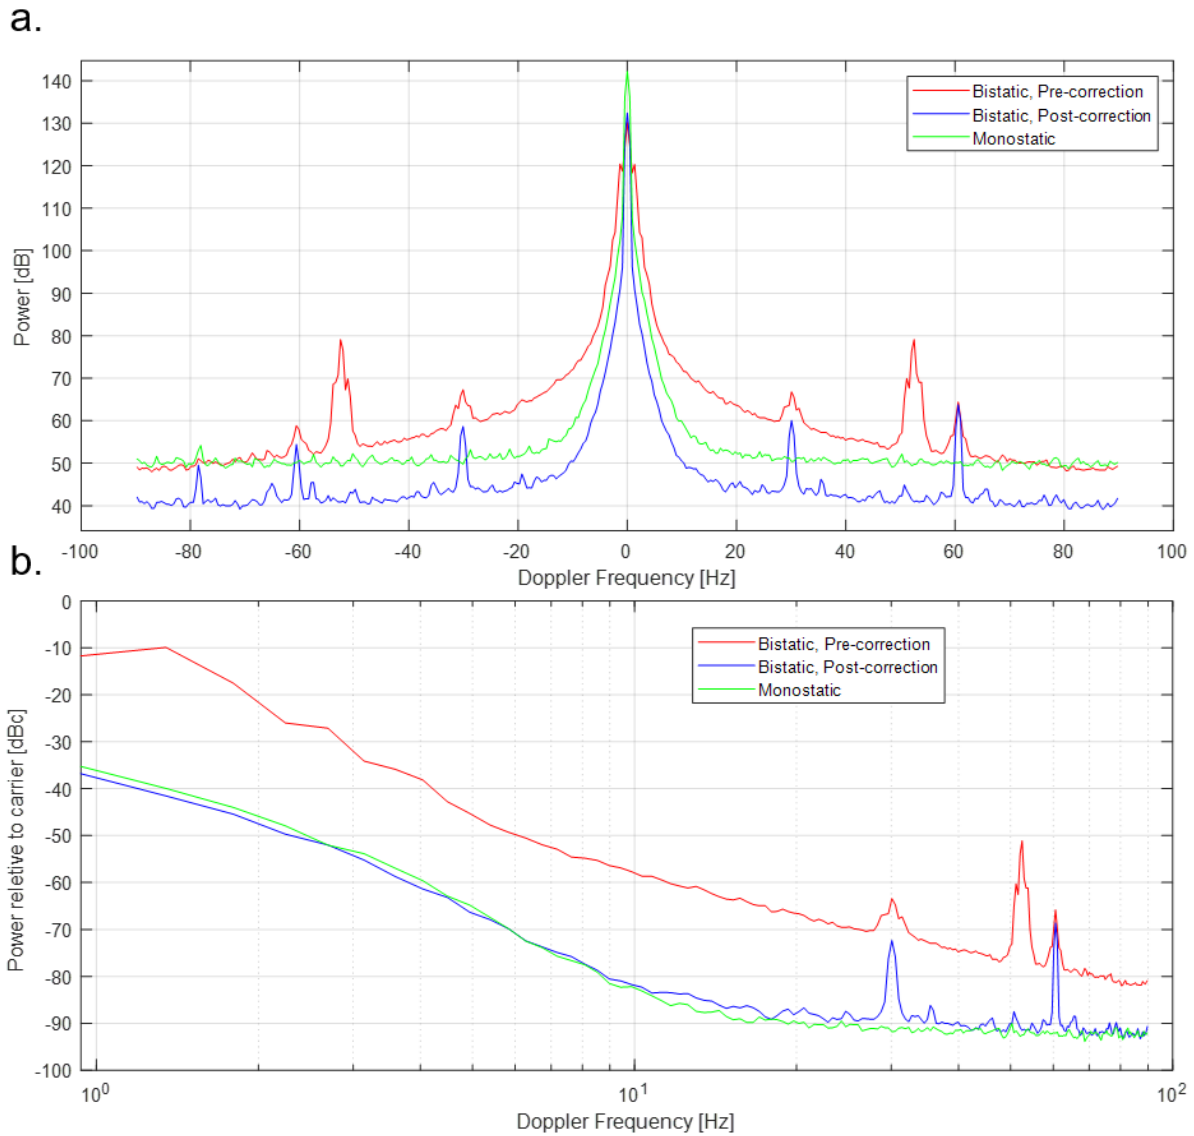 a.
140
130
120
110
100
90
80
70
60
50
40
Power [dB]
Bistatic, Pre-correction
Bistatic, Post-correction
Monostatic
-100 -80 -60 -40 -20 0 20 40 60 80 100
Doppler Frequency [Hz]
b.
0
-10
-20
-30
-40
-50
-60
-70
-80
-90
-100
Power reletive to carrier [dBc]
Bistatic, Pre-correction
Bistatic, Post-correction
Monostatic
10^0 10^1 10^2
Doppler Frequency [Hz]